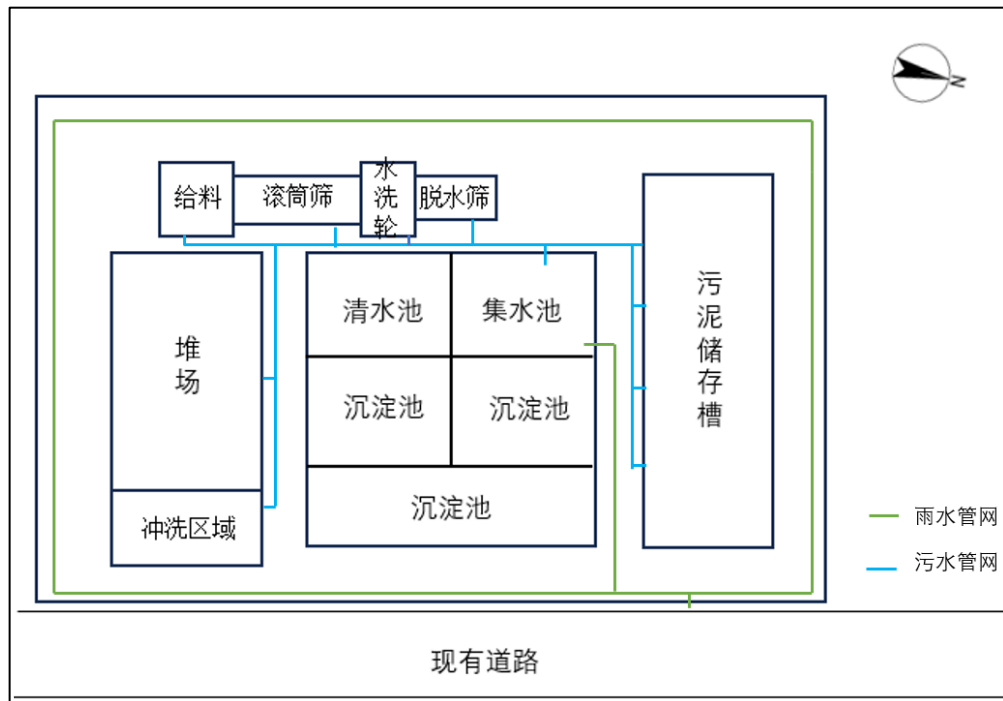 N
给料
滚筒筛
水洗轮
脱水筛
堆场
清水池
集水池
污泥储存槽
沉淀池
沉淀池
沉淀池
冲洗区域
雨水管网
污水管网
现有道路